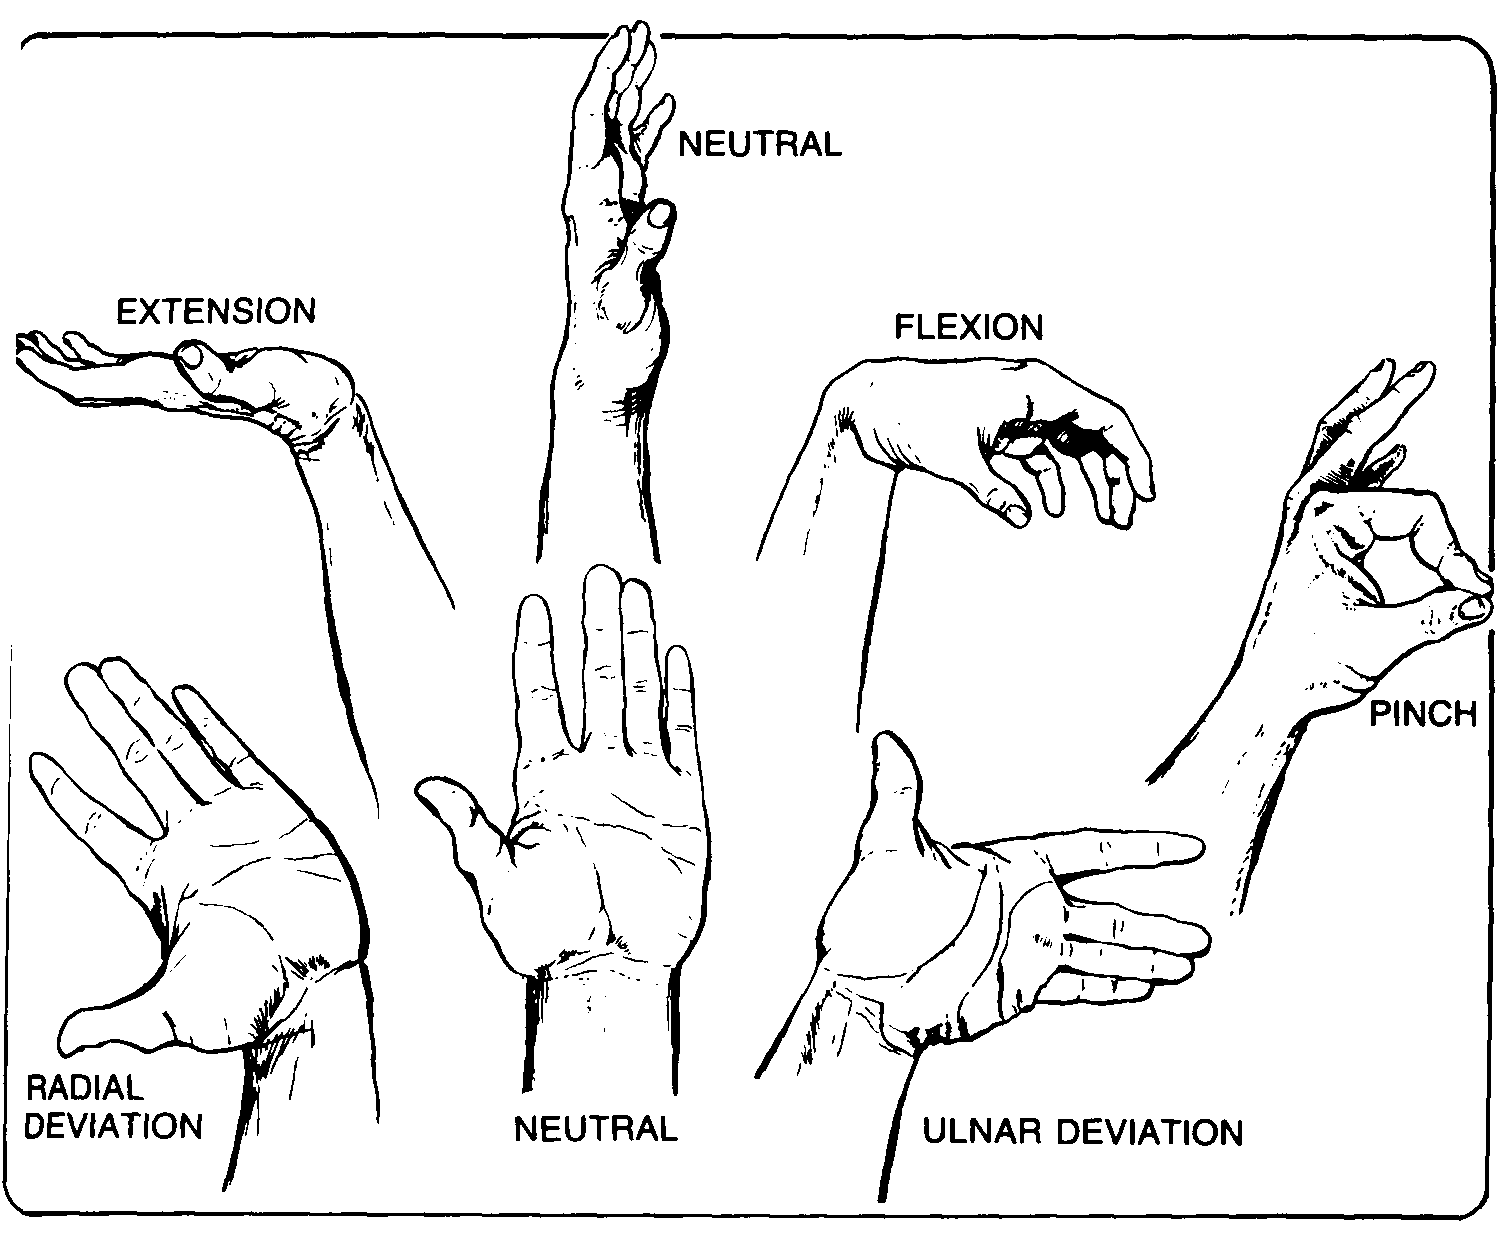 NEUTRAL
EXTENSION
FLEXION
PINCH
RADIAL
DEVIATION
NEUTRAL
ULNAR DEVIATION